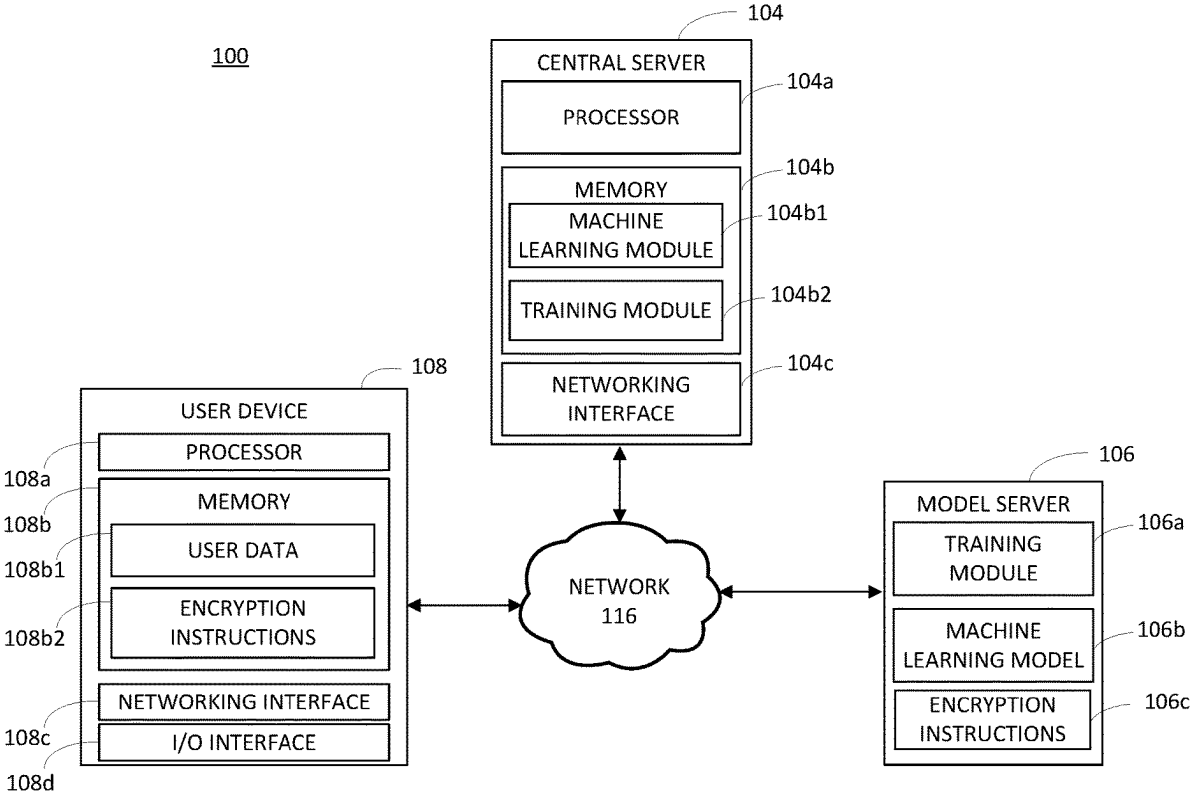 100
104
CENTRAL SERVER
104a
PROCESSOR
104b
MEMORY
104b1
MACHINE
LEARNING MODULE
104b2
TRAINING MODULE
104c
NETWORKING
INTERFACE
108
USER DEVICE
PROCESSOR
108a
MEMORY
108b
USER DATA
108b1
ENCRYPTION
INSTRUCTIONS
108b2
NETWORKING INTERFACE
108c
I/O INTERFACE
108d
NETWORK
116
106
MODEL SERVER
106a
TRAINING
MODULE
106b
MACHINE
LEARNING MODEL
106c
ENCRYPTION
INSTRUCTIONS